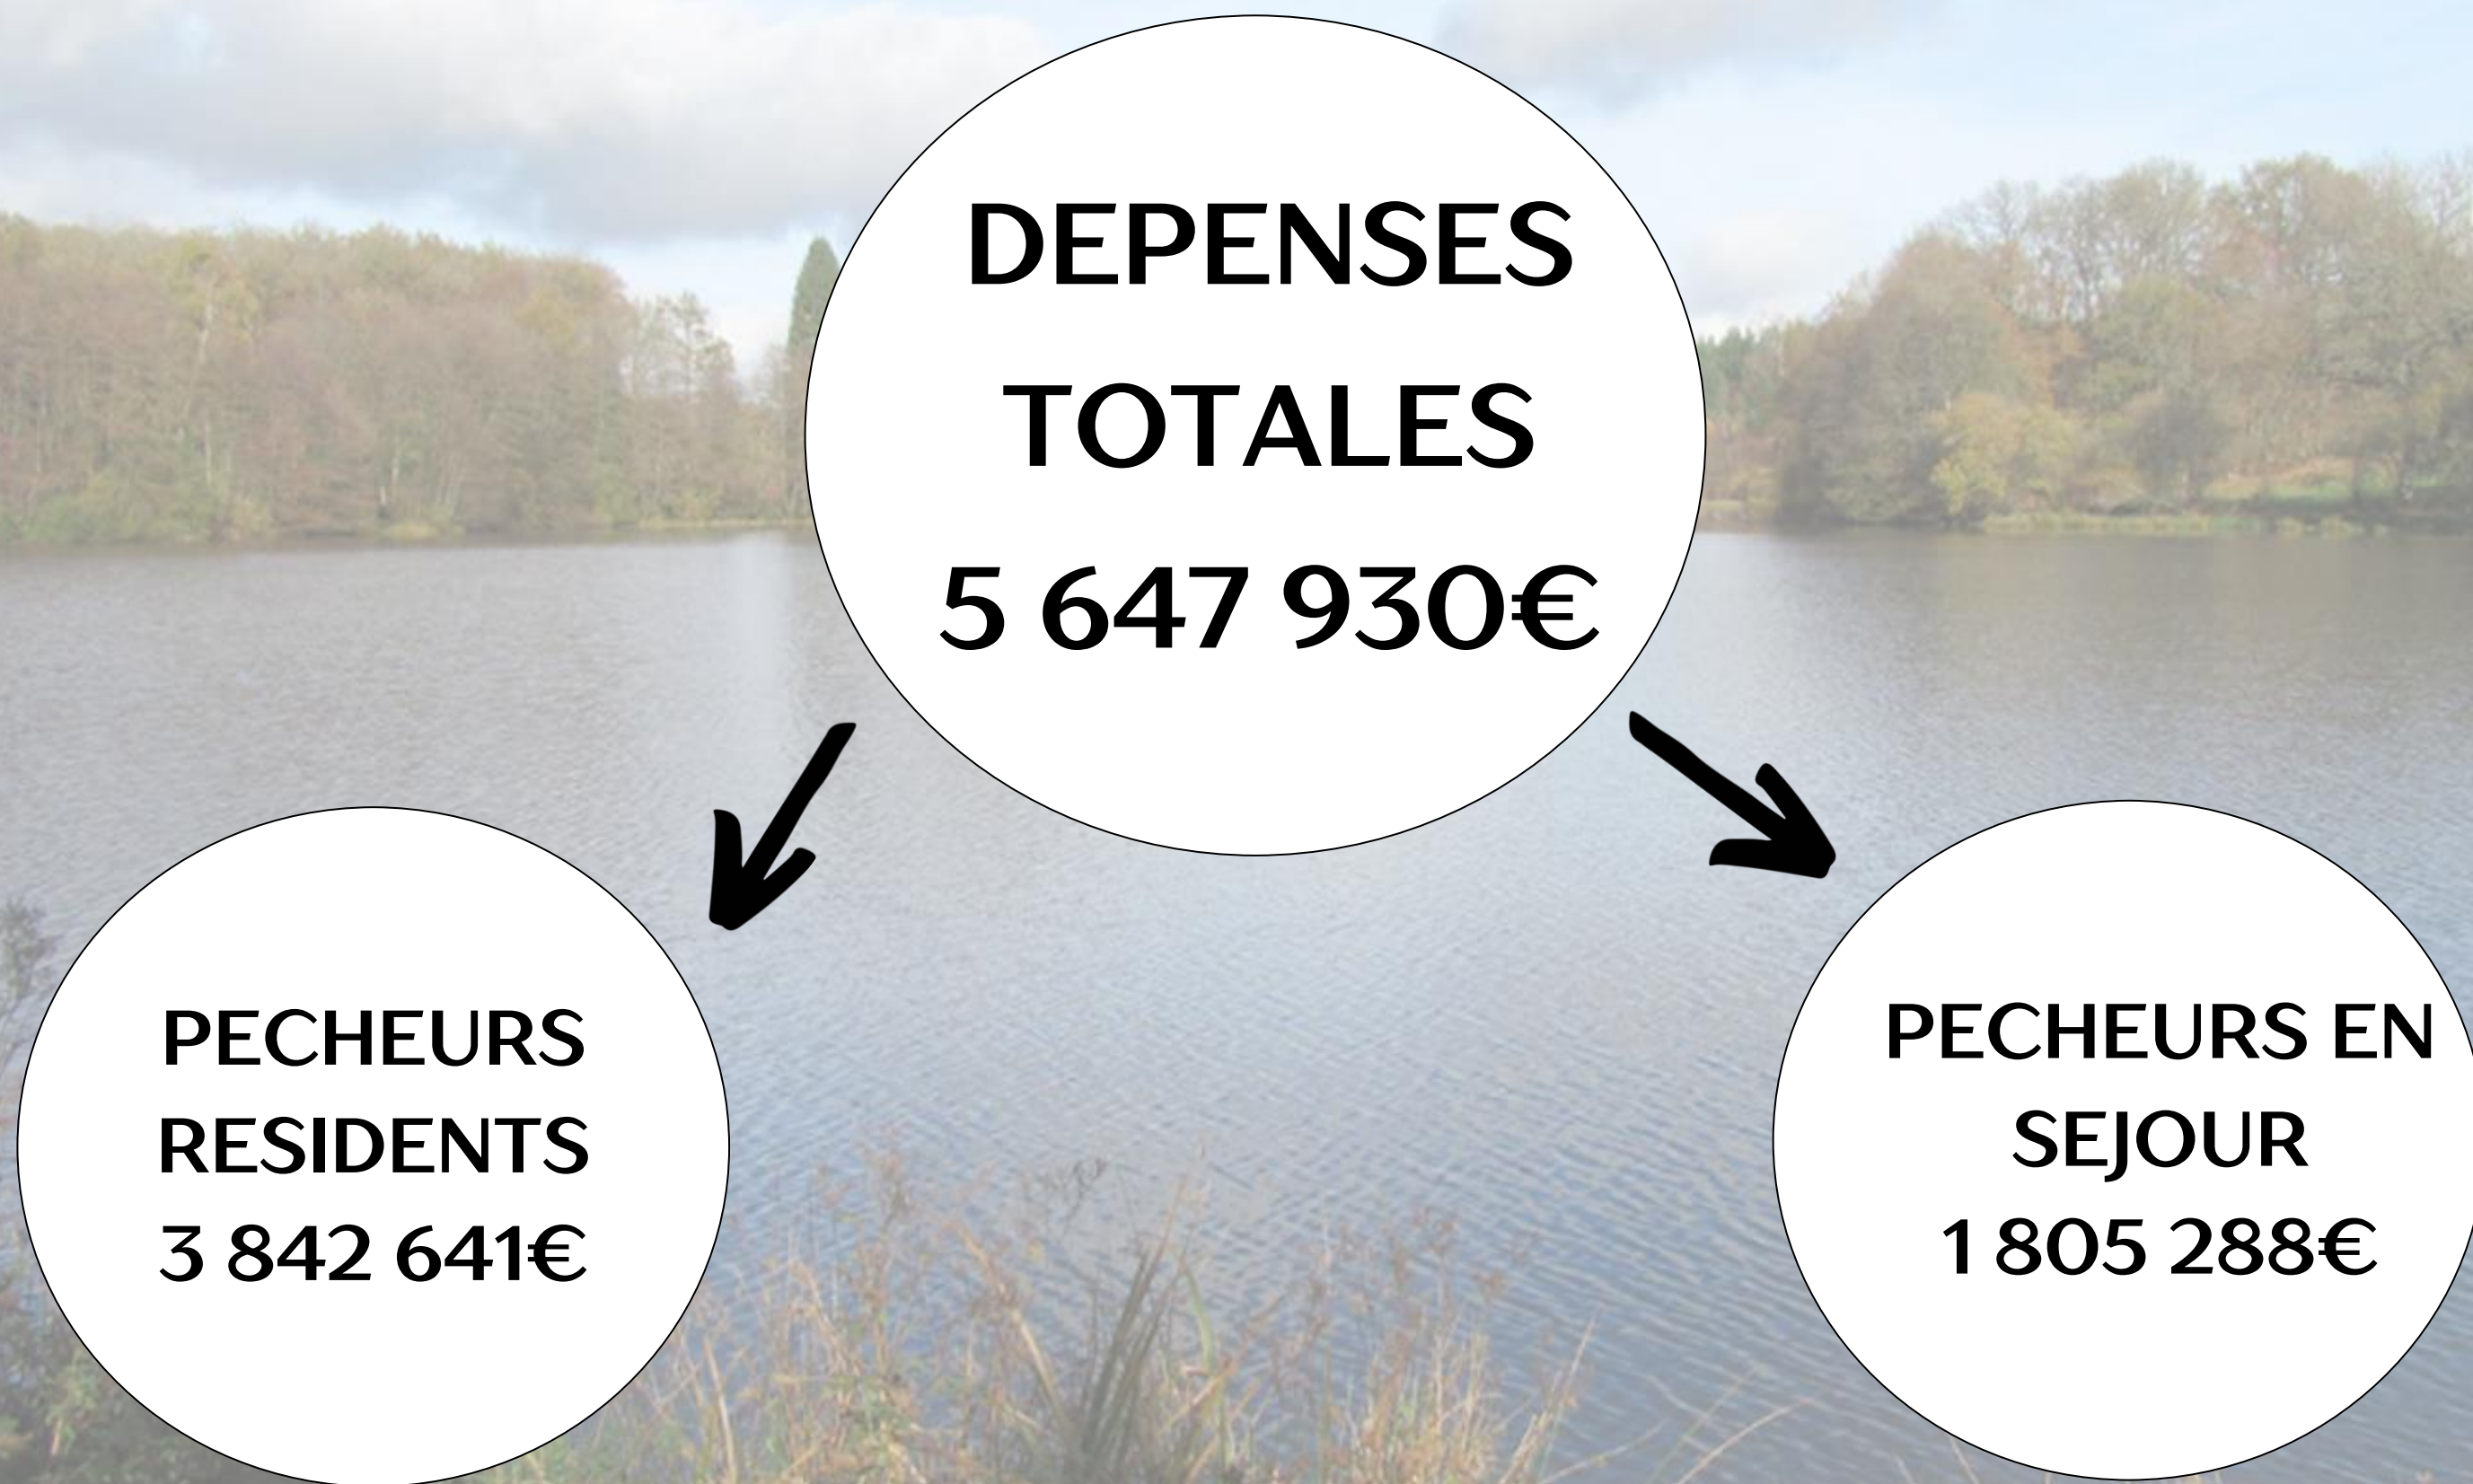 DEPENSES
TOTALES
5 647 930€
PECHEURS
RESIDENTS
3 842 641€
PECHEURS EN
SEJOUR
1 805 288€